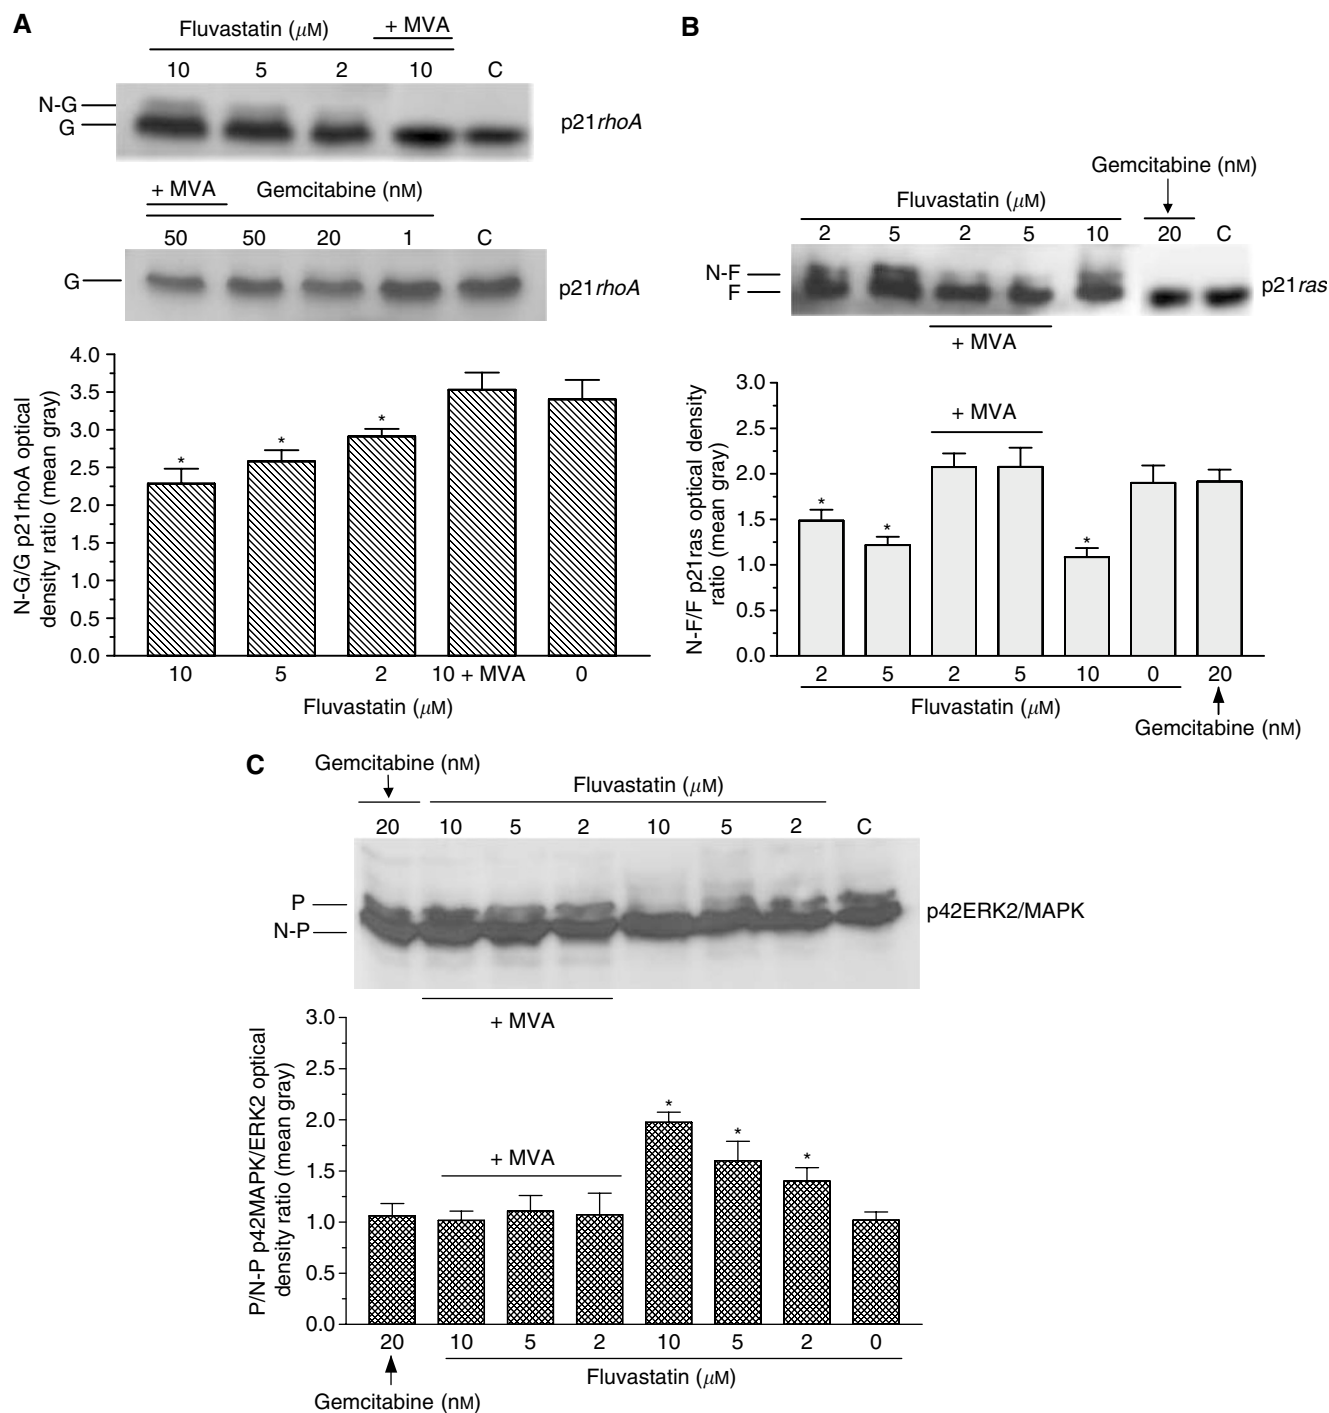 A
Fluvastatin (μM) + MVA
10 5 2 10 C
N-G
G
p21rhoA
+ MVA Gemcitabine (nM)
50 50 20 1 C
G
p21rhoA
N-G/G p21rhoA optical
density ratio (mean gray)
4.0
3.5
3.0
2.5
2.0
1.5
1.0
0.5
0.0
* * *
10 5 2 10 + MVA 0
Fluvastatin (μM)
B
Gemcitabine (nM)
Fluvastatin (μM)
2 5 2 5 10 20 C
N-F
F
p21ras
+ MVA
N-F/F p21ras optical density
ratio (mean gray)
3.0
2.5
2.0
1.5
1.0
0.5
0.0
+ MVA
* * *
2 5 2 5 10 0 20
Fluvastatin (μM)
Gemcitabine (nM)
C
Gemcitabine (nM)
Fluvastatin (μM)
20 10 5 2 10 5 2 C
P
N-P
p42ERK2/MAPK
+ MVA
P/N-P p42MAPK/ERK2 optical
density ratio (mean gray)
3.0
2.5
2.0
1.5
1.0
0.5
0.0
+ MVA
* * *
20 10 5 2 10 5 2 0
Fluvastatin (μM)
Gemcitabine (nM)